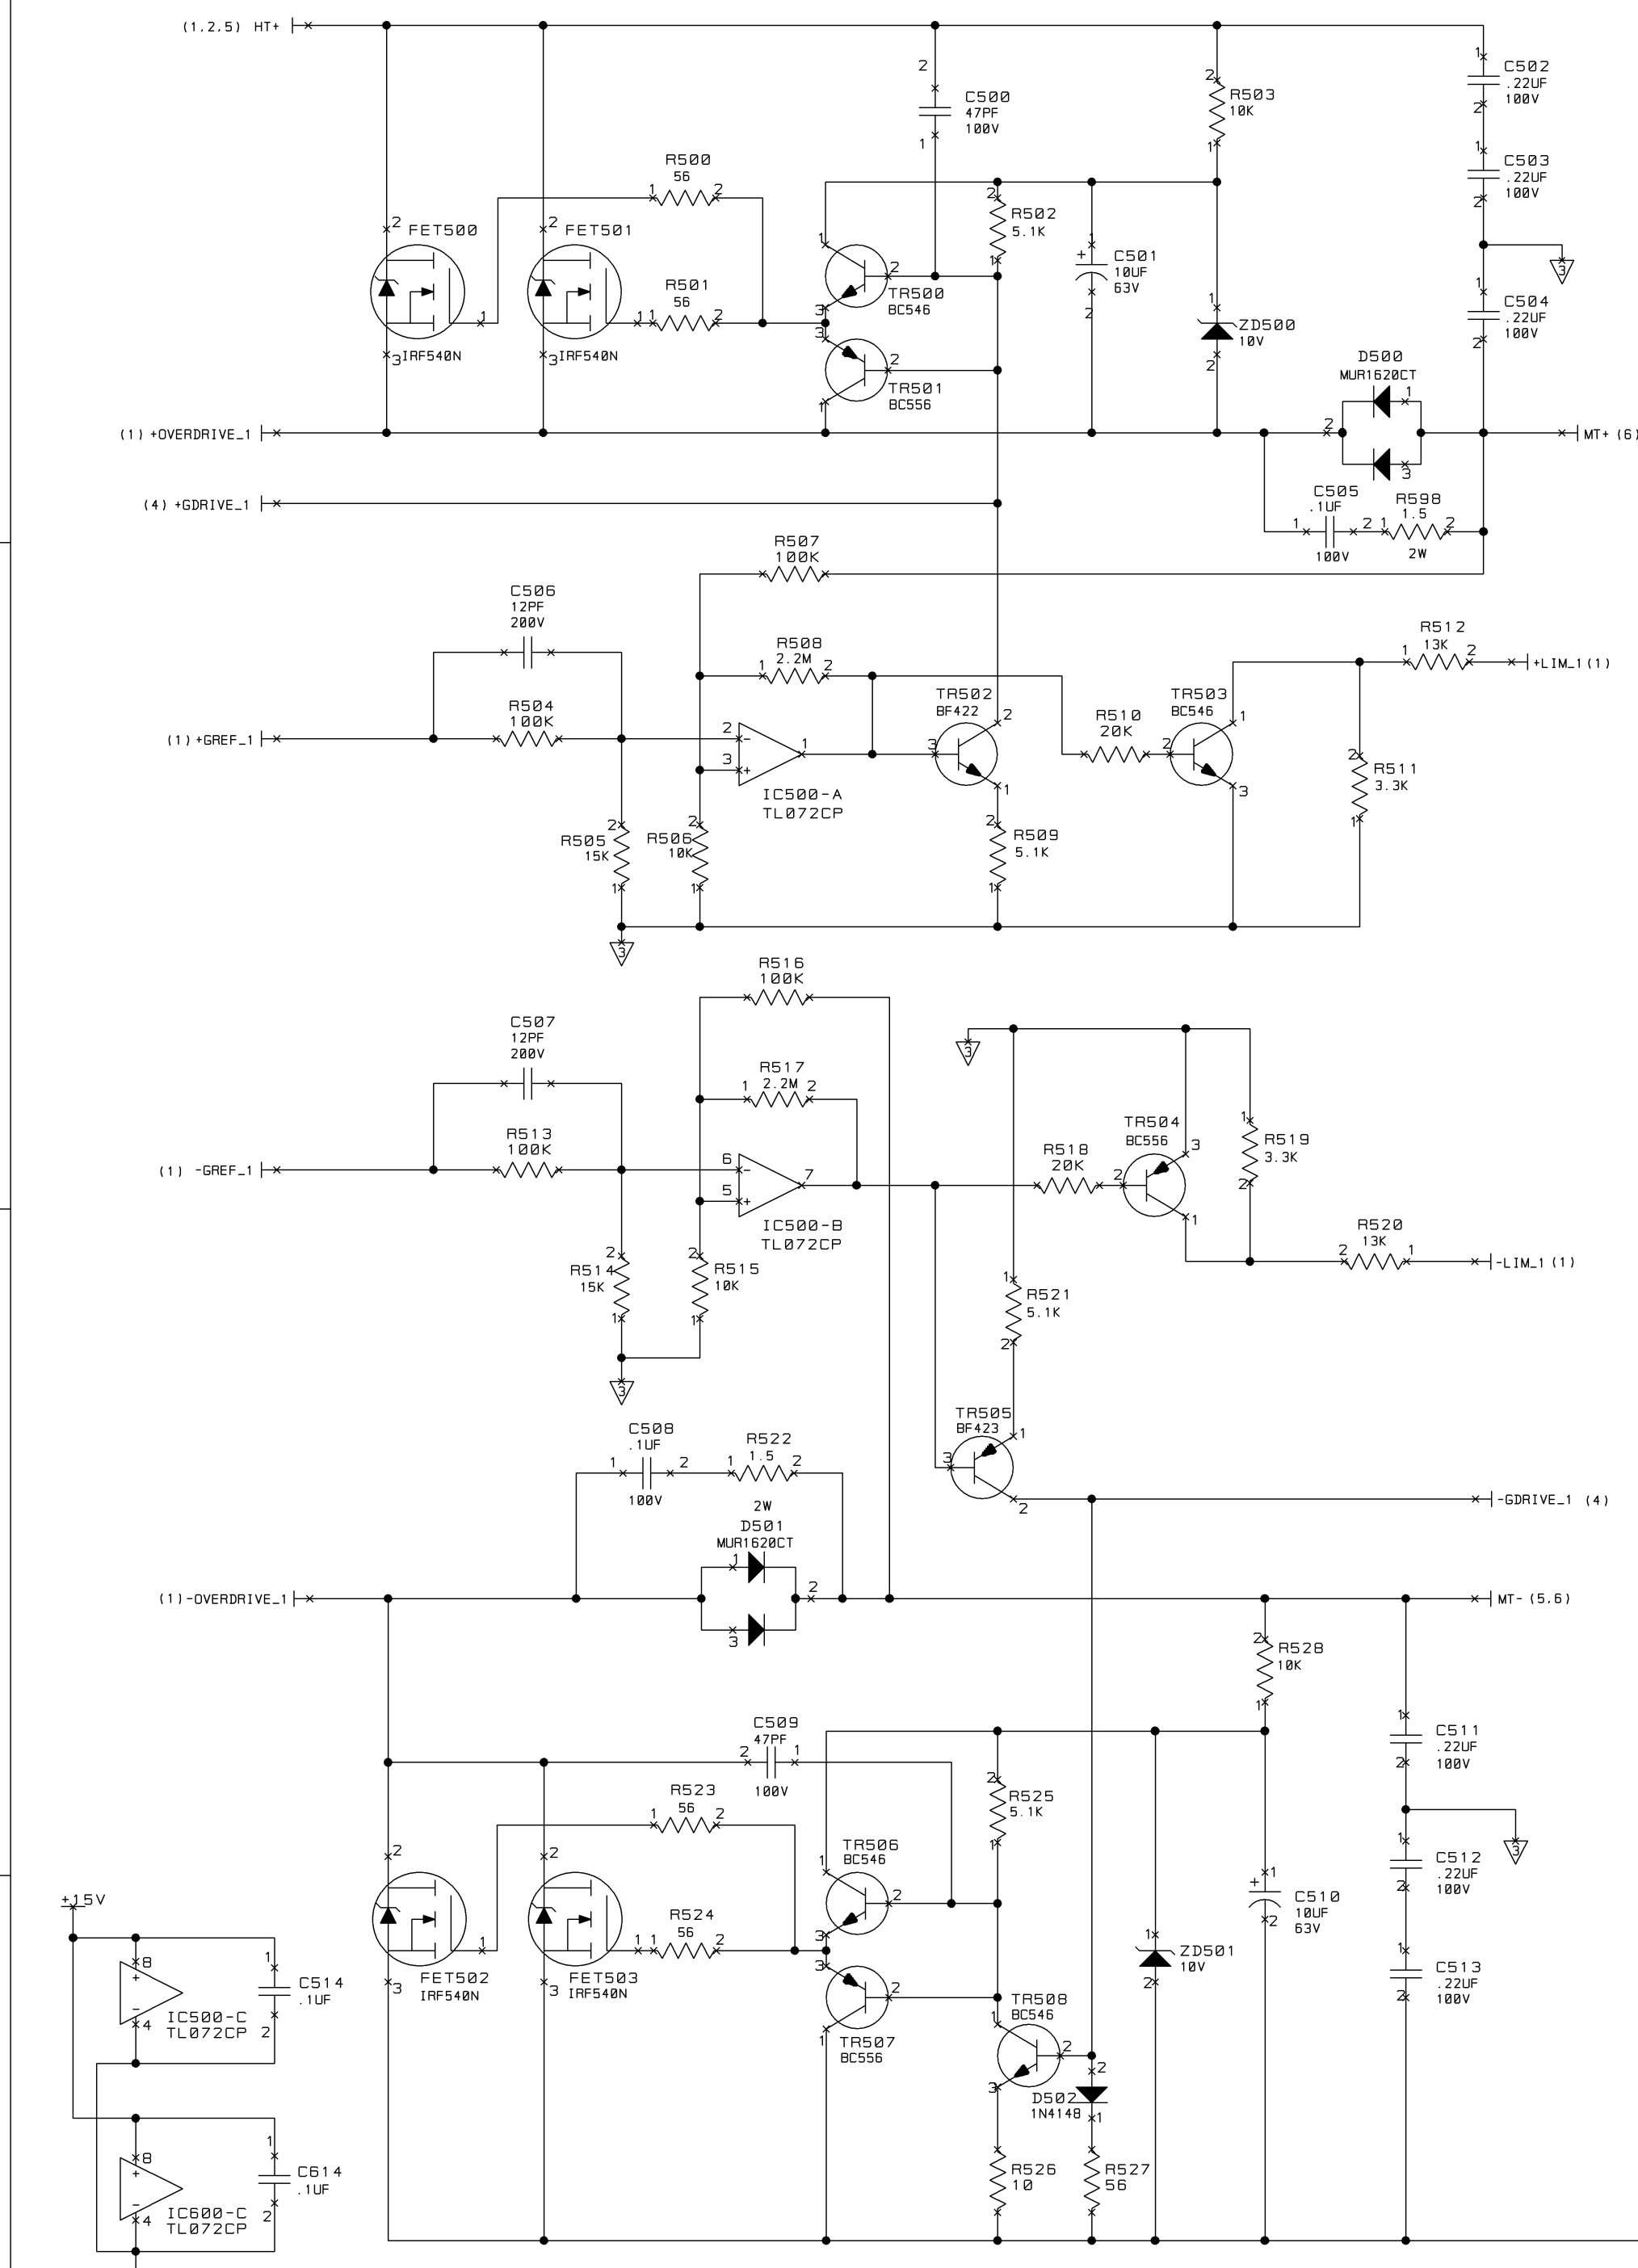 (1,2,5) HT+
C502
.22UF
100V
C500
47PF
100V
R503
10K
C503
.22UF
100V
R500
56
R502
5.1K
FET500
FET501
R501
56
TR500
BC546
C501
10UF
63V
3
C504
.22UF
100V
ZD500
10V
IRF540N
IRF540N
D500
MUR1620CT
TR501
BC556
(1) +OVERDRIVE_1
MT+ (6)
(4) +GDRIVE_1
C505
.1UF
100V
R598
1.5
2W
R507
100K
C506
12PF
200V
R508
2.2M
R512
13K
+LIM_1 (1)
R504
100K
TR502
BF422
TR503
BC546
R510
20K
(1) +GREF_1
R511
3.3K
IC500-A
TL072CP
R505
15K
R506
10K
R509
5.1K
3
R516
100K
C507
12PF
200V
3
R517
2.2M
R513
100K
TR504
BC556
R518
20K
R519
3.3K
(1) -GREF_1
IC500-B
TL072CP
R514
15K
R515
10K
R520
13K
-LIM_1 (1)
R521
5.1K
3
TR505
BF423
C508
.1UF
100V
R522
1.5
2W
-GDRIVE_1 (4)
D501
MUR1620CT
(1) -OVERDRIVE_1
MT- (5,6)
R528
10K
C509
47PF
100V
C511
.22UF
100V
R523
56
R525
5.1K
TR506
BC546
3
C512
.22UF
100V
+15V
R524
56
C510
10UF
63V
ZD501
10V
FET502
IRF540N
FET503
IRF540N
C513
.22UF
100V
C514
.1UF
IC500-C
TL072CP
TR508
BC546
TR507
BC556
D502
1N4148
C614
.1UF
R526
10
R527
56
IC600-C
TL072CP